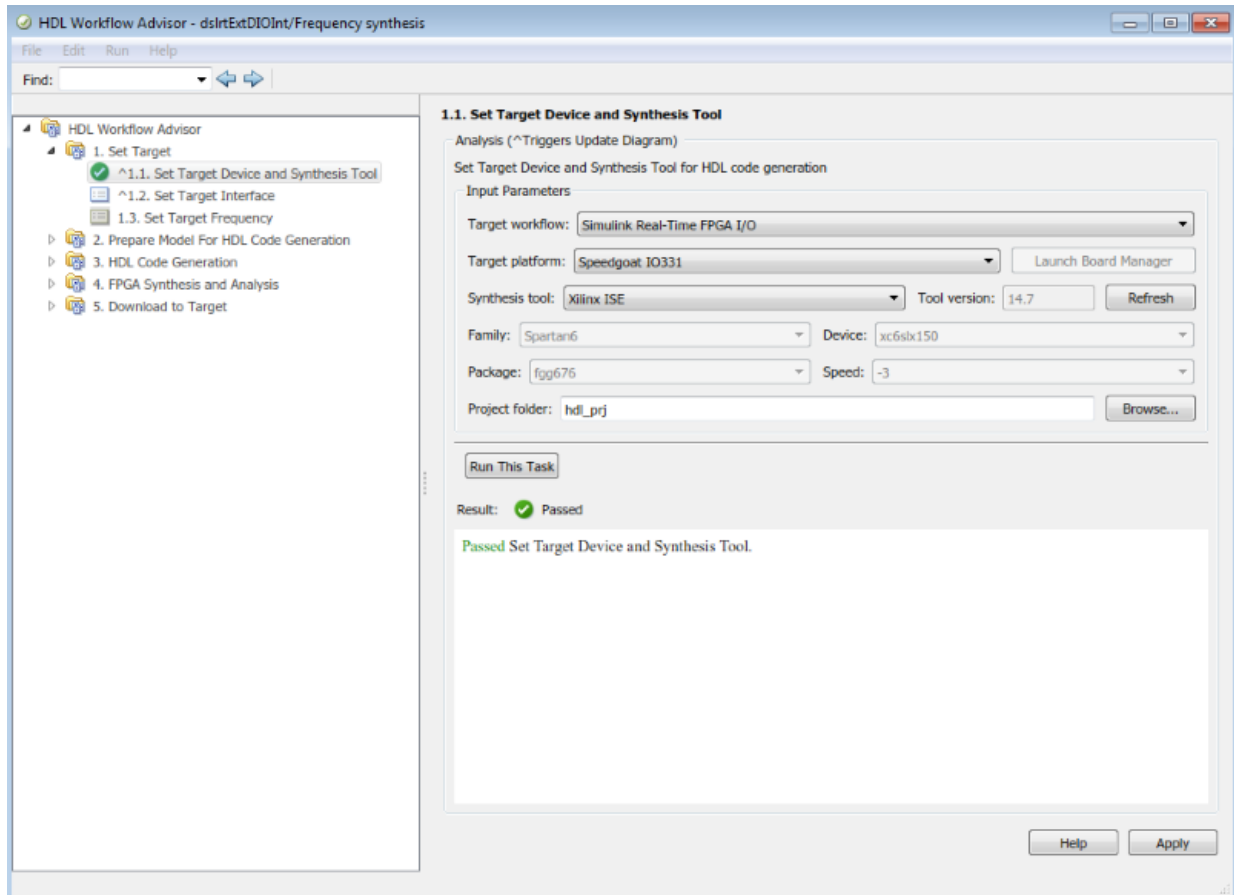 HDL Workflow Advisor - dslrtExtDIOInt/Frequency synthesis
File Edit Run Help
Find:
HDL Workflow Advisor
1. Set Target
^1.1. Set Target Device and Synthesis Tool
^1.2. Set Target Interface
1.3. Set Target Frequency
2. Prepare Model For HDL Code Generation
3. HDL Code Generation
4. FPGA Synthesis and Analysis
5. Download to Target
1.1. Set Target Device and Synthesis Tool
Analysis (^Triggers Update Diagram)
Set Target Device and Synthesis Tool for HDL code generation
Input Parameters
Target workflow: Simulink Real-Time FPGA I/O
Target platform: Speedgoat IO331 Launch Board Manager
Synthesis tool: Xilinx ISE Tool version: 14.7 Refresh
Family: Spartan6 Device: xc6slx150
Package: fgg676 Speed: -3
Project folder: hdl_prj Browse...
Run This Task
Result: Passed
Passed Set Target Device and Synthesis Tool.
Help Apply